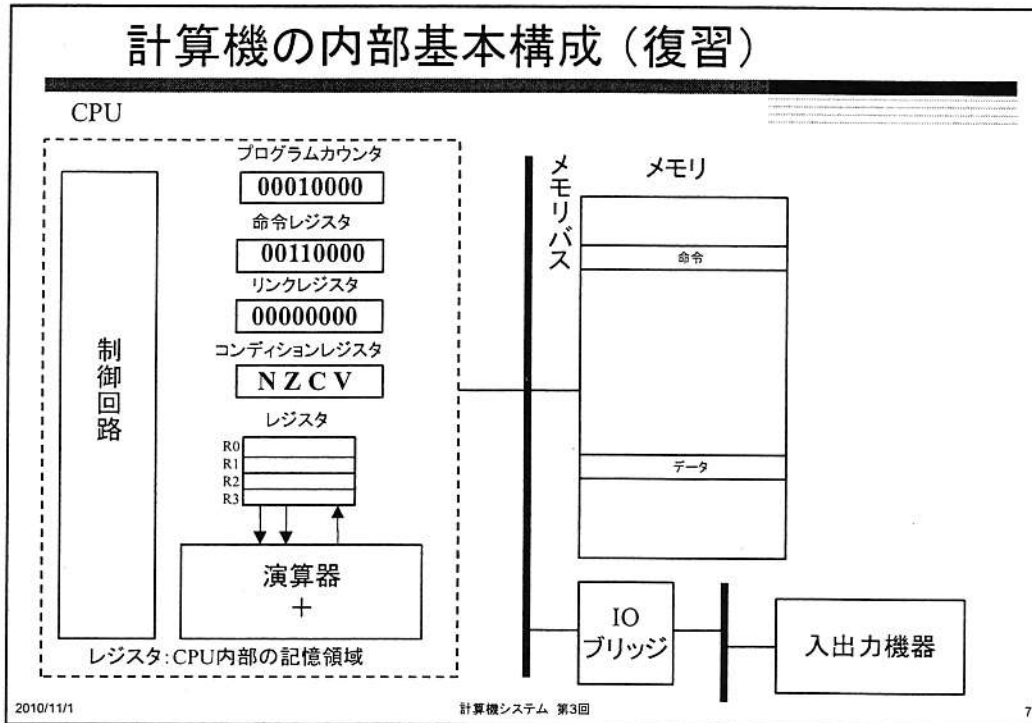 計算機の内部基本構成（復習）
CPU
プログラムカウンタ
00010000
命令レジスタ
00110000
リンクレジスタ
00000000
コンディションレジスタ
N Z C V
レジスタ
R0
R1
R2
R3
制御回路
演算器
+
レジスタ：CPU内部の記憶領域
メモリバス
メモリ
命令
データ
IO
ブリッジ
入出力機器
2010/11/1
計算機システム 第3回
7